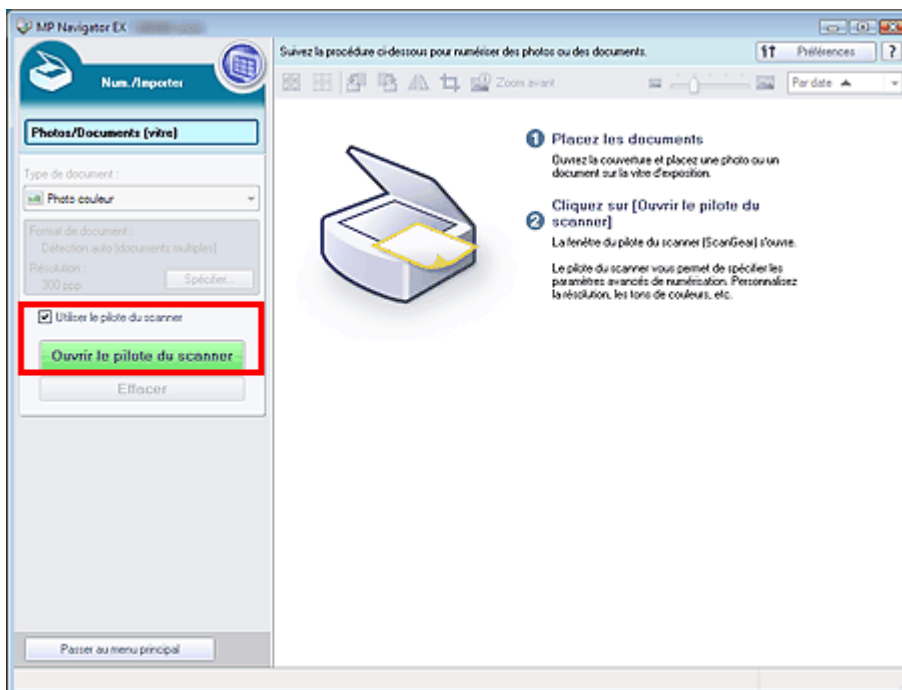 MP Navigator EX
Num./Importer
Photos/Documents (vitre)
Type de document :
Photo couleur
Format de document :
Détection auto (documents multiples)
Résolution :
300 ppp
Spécifier...
Utiliser le pilote du scanner
Ouvrir le pilote du scanner
Effacer
Passer au menu principal
Suivez la procédure ci-dessous pour numériser des photos ou des documents.
Préférences
?
Zoom avant
Par date
1 Placez les documents
Ouvrez la couverture et placez une photo ou un
document sur la vitre d'exposition.
2 Cliquez sur [Ouvrir le pilote du
scanner]
La fenêtre du pilote du scanner (ScanGear) s'ouvre.
Le pilote du scanner vous permet de spécifier les
paramètres avancés de numérisation. Personnalisez
la résolution, les tons de couleurs, etc.